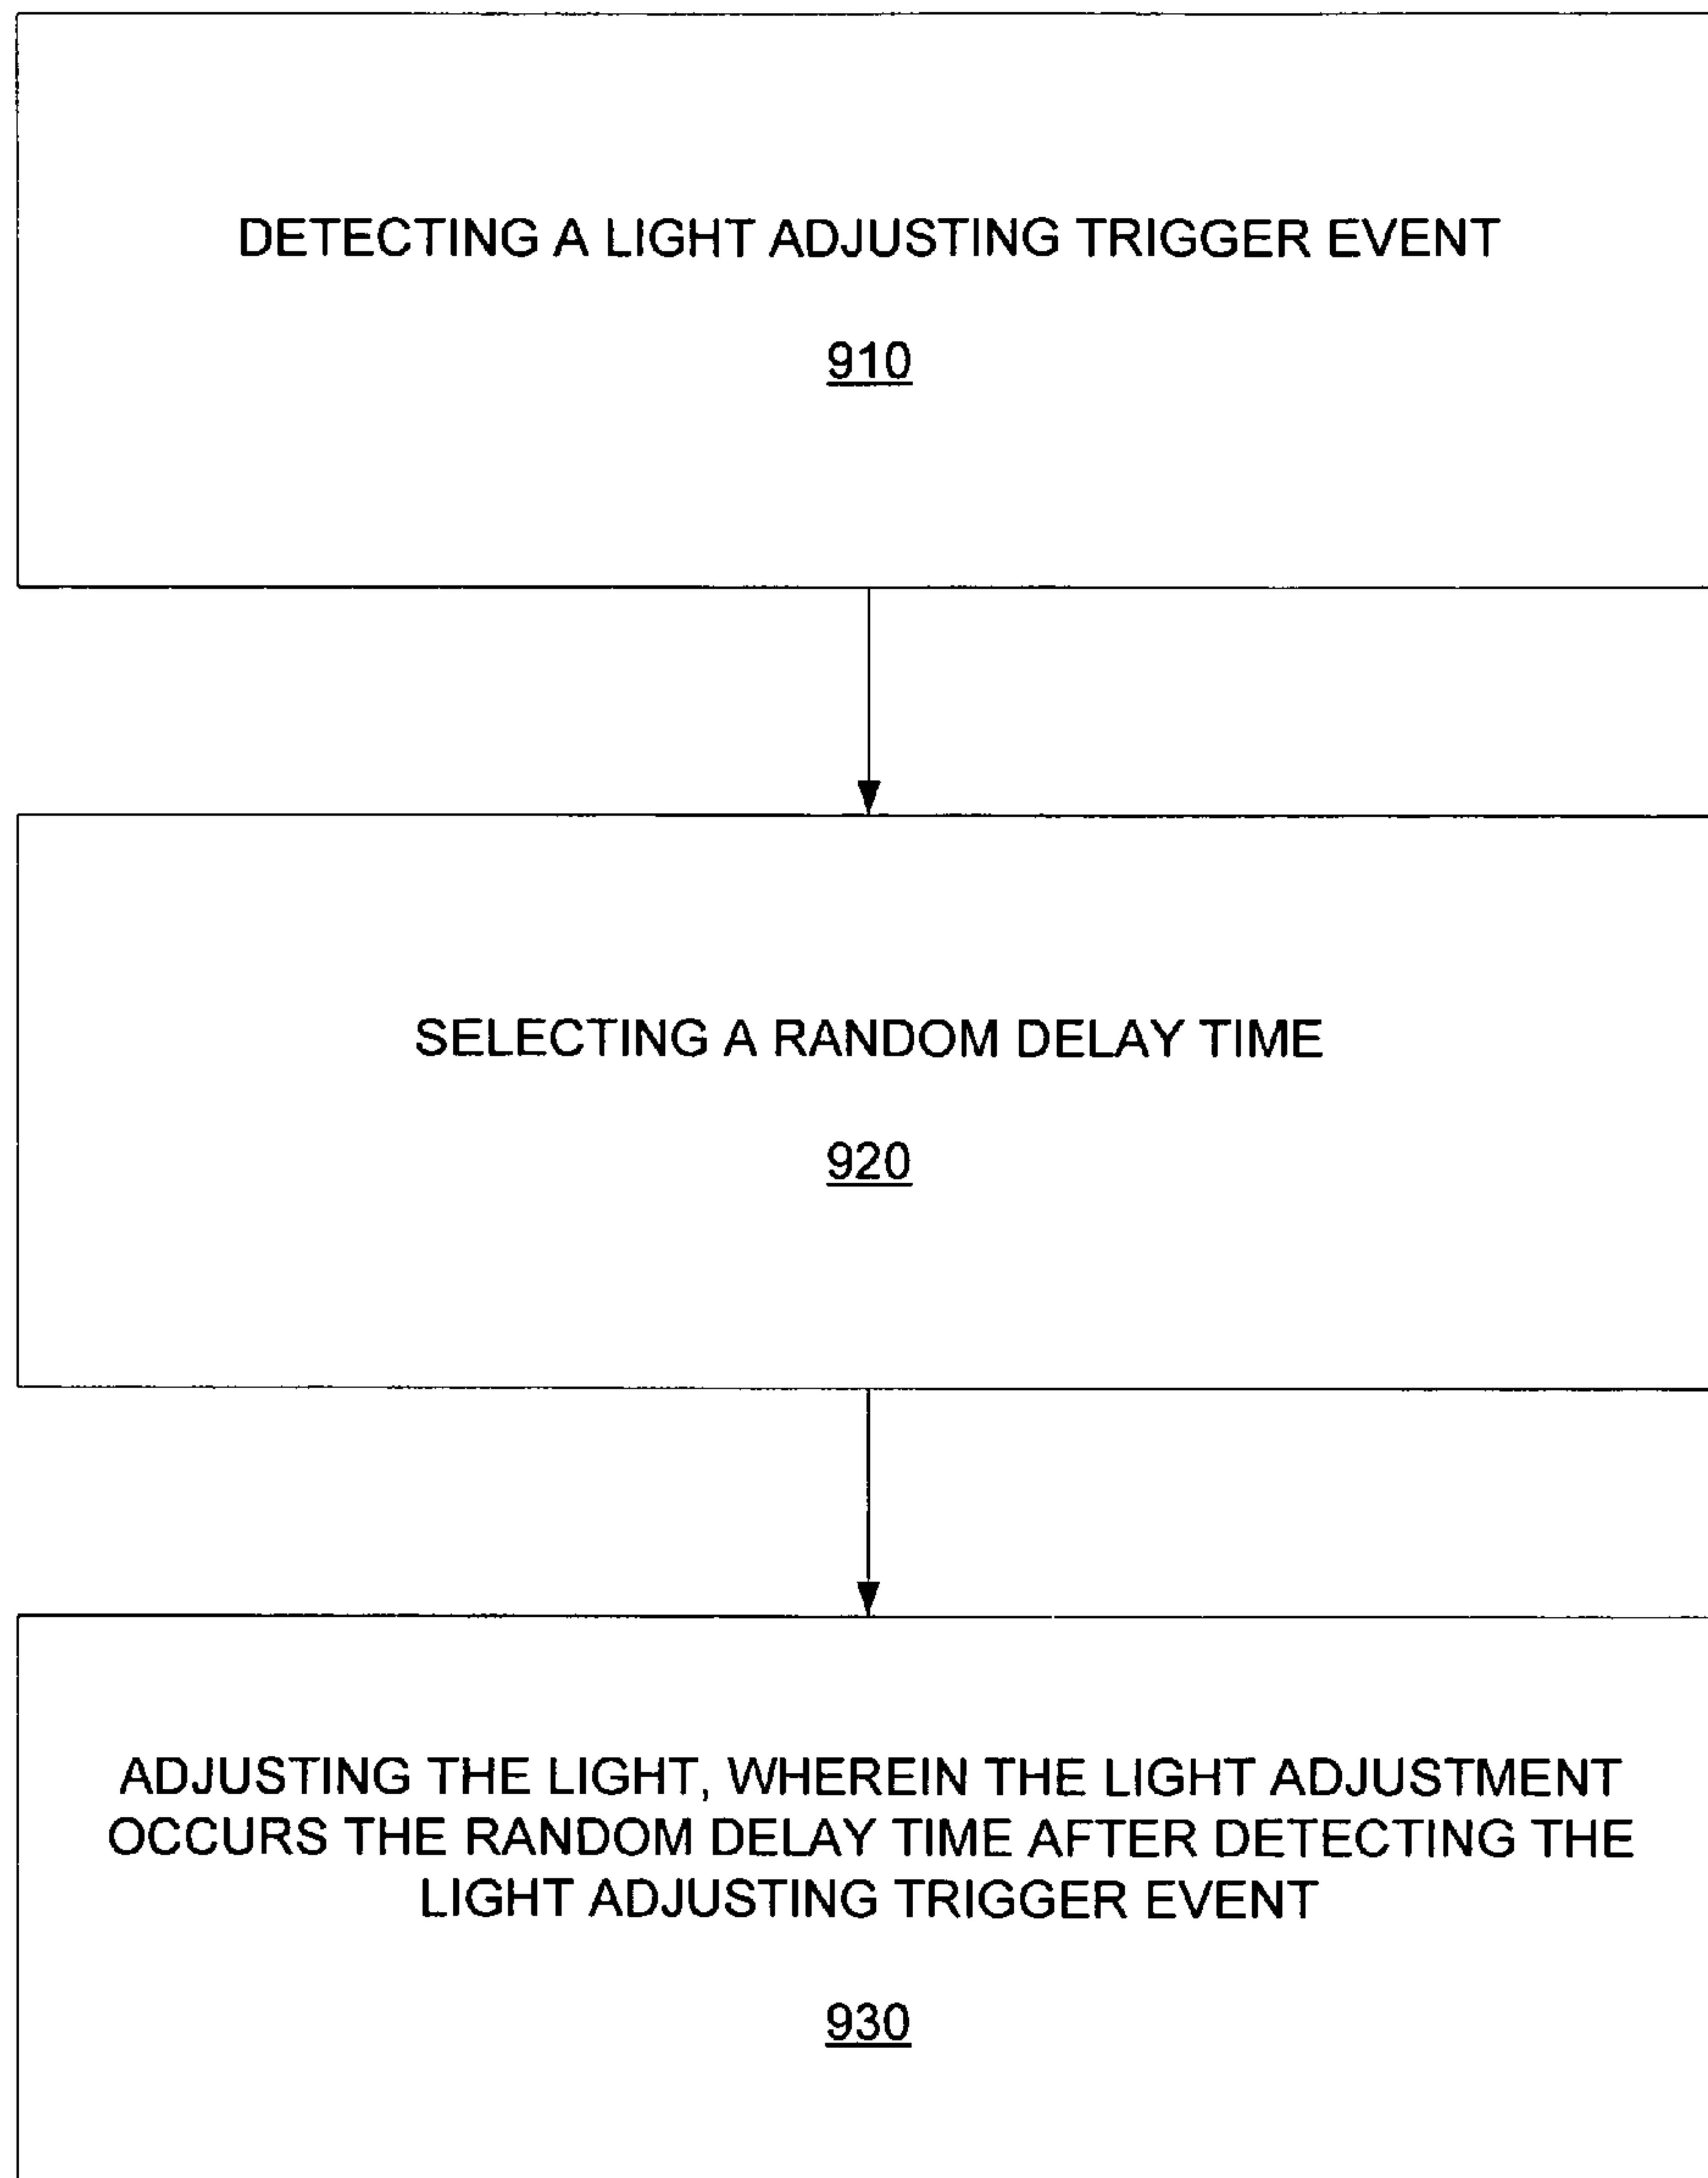 DETECTING A LIGHT ADJUSTING TRIGGER EVENT
910
SELECTING A RANDOM DELAY TIME
920
ADJUSTING THE LIGHT, WHEREIN THE LIGHT ADJUSTMENT
OCCURS THE RANDOM DELAY TIME AFTER DETECTING THE
LIGHT ADJUSTING TRIGGER EVENT
930